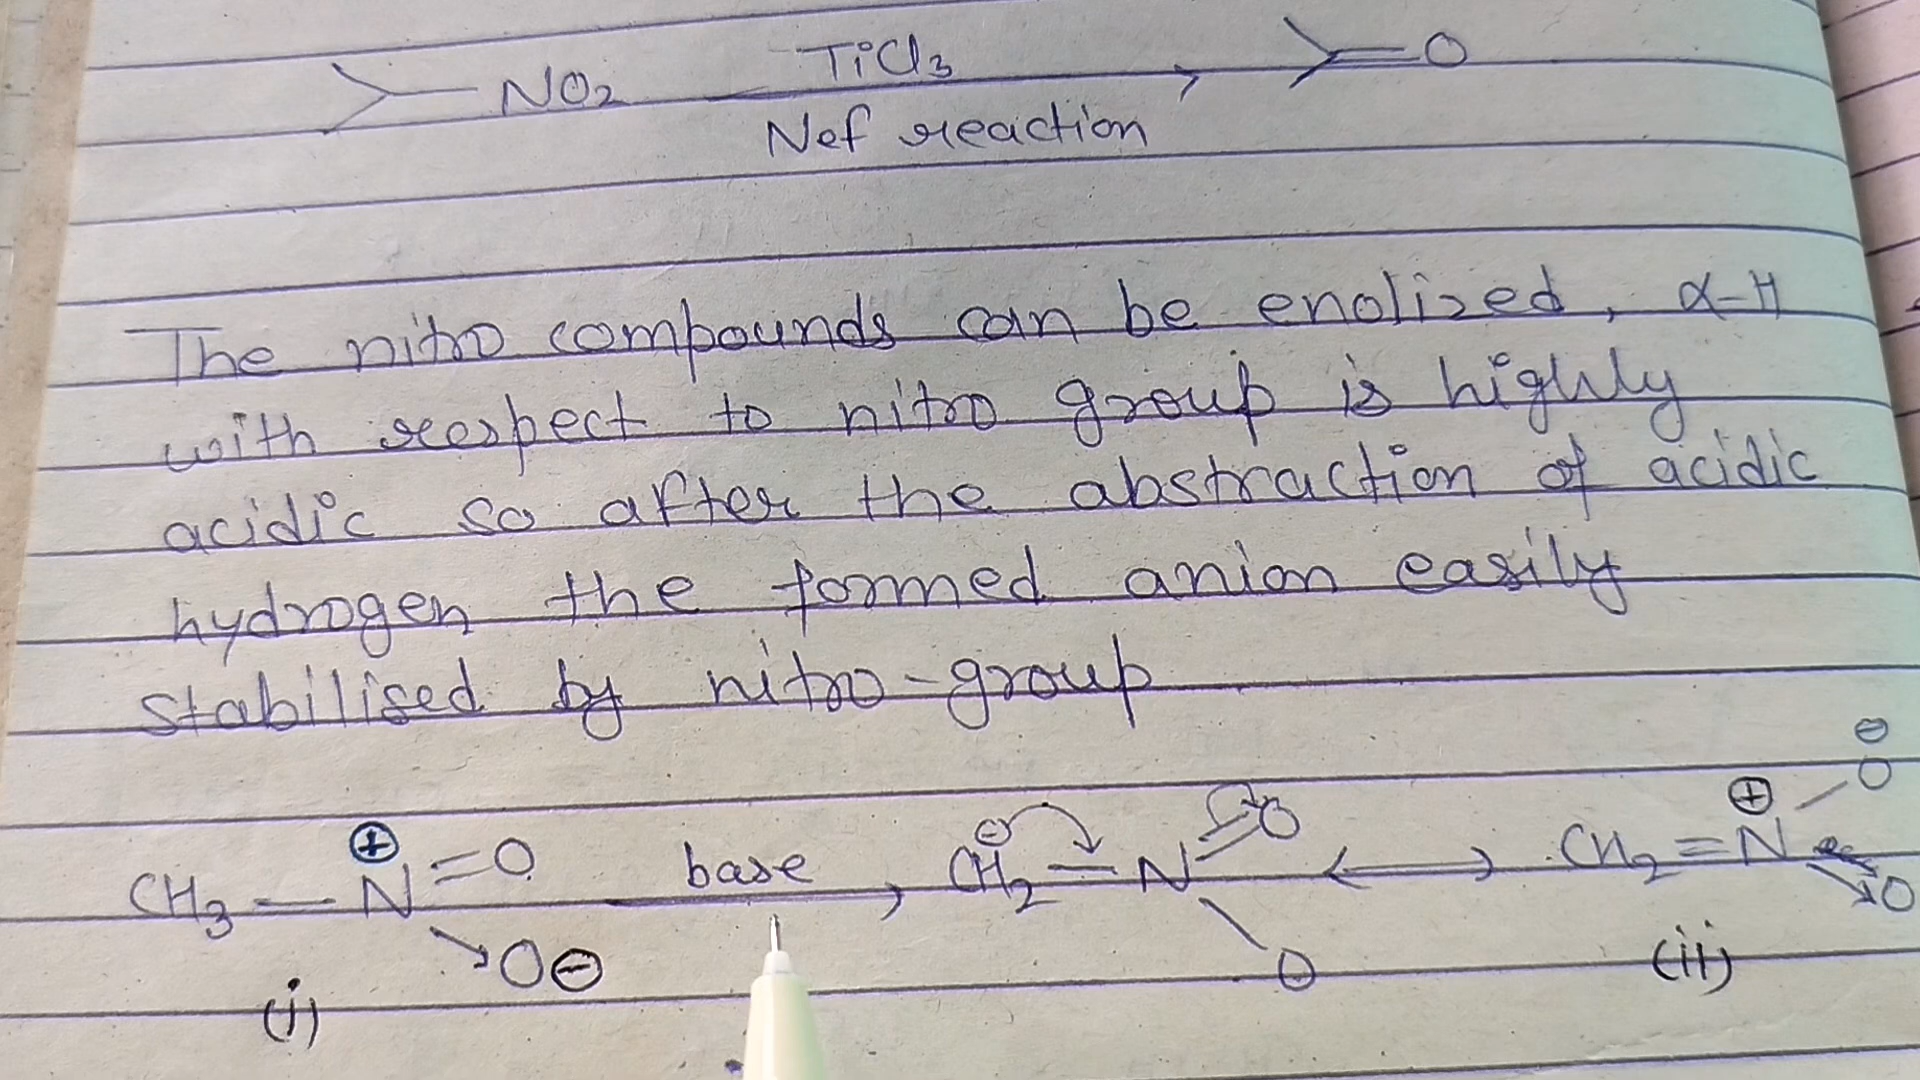 NO2 TiCl3 O
Nef reaction
The nitro compounds can be enolized, α-H
with respect to nitro group is highly
acidic so after the abstraction of acidic
hydrogen the formed anion easily
stabilised by nitro-group
⊖
⊕ ⊖ ⊕ O
CH3 — N = O base CH2 — N = O ⟷ CH2 = N O
O⊖ O
(i) (ii)